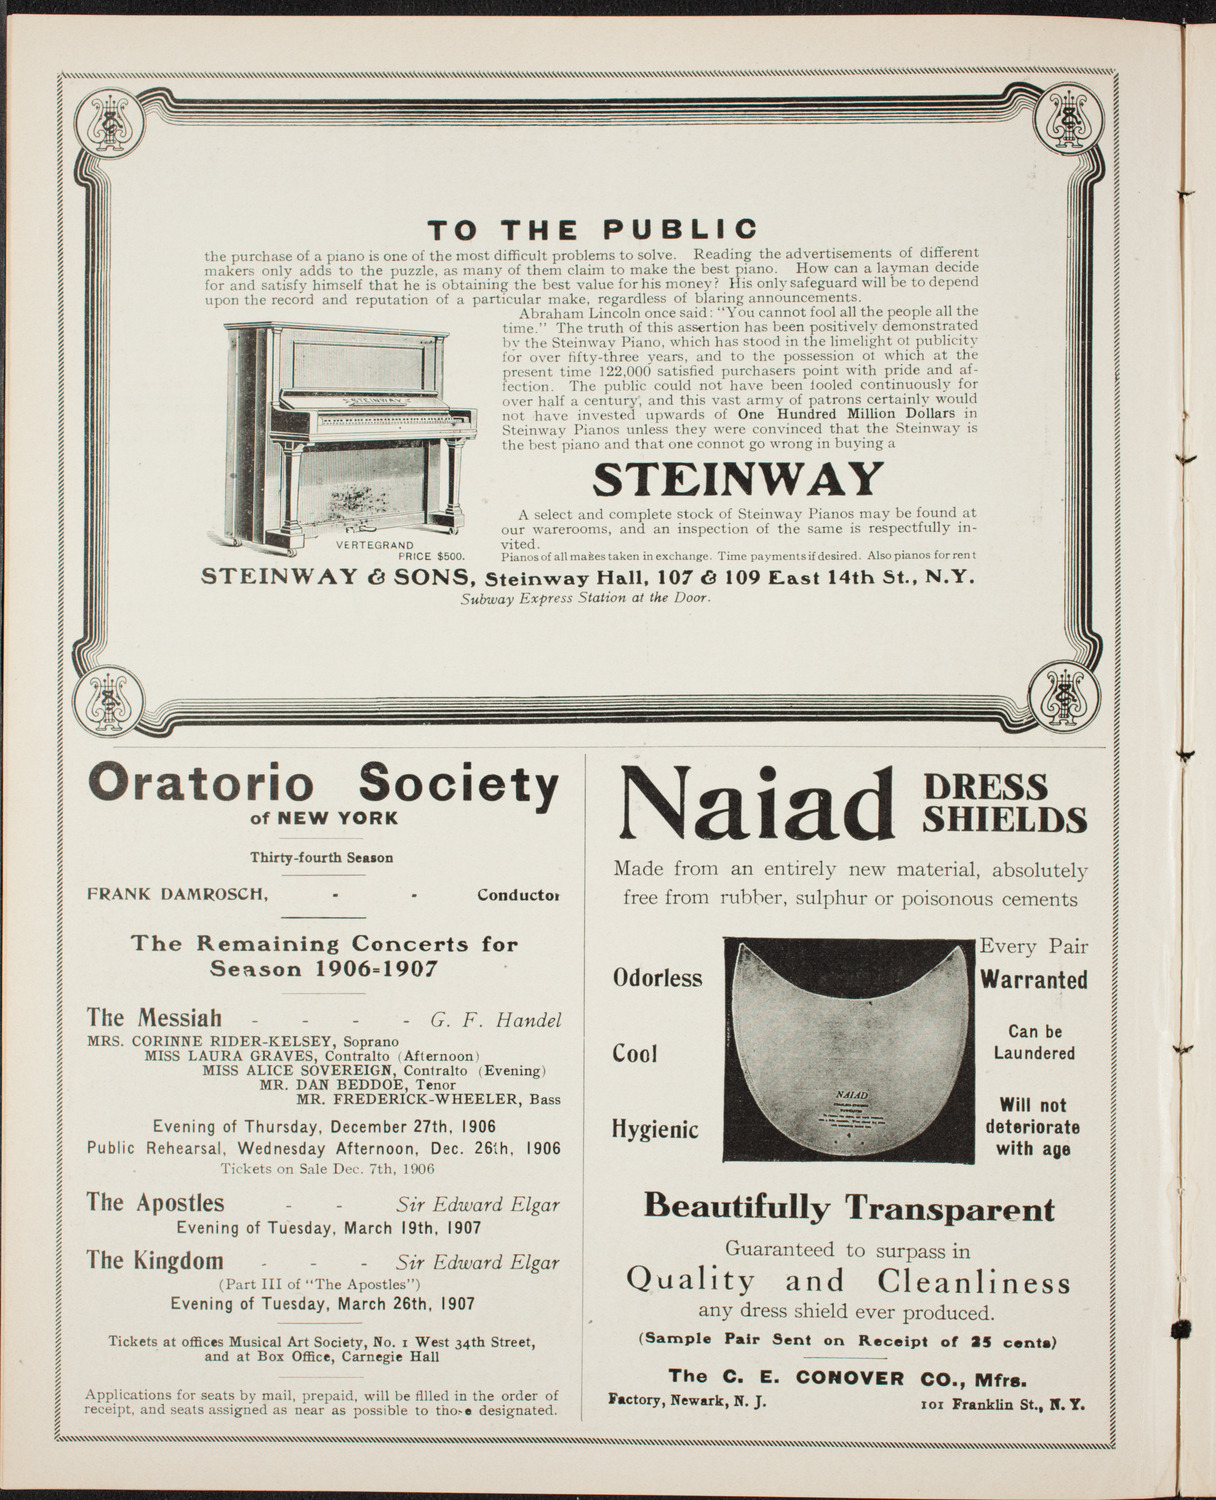 TO THE PUBLIC
the purchase of a piano is one of the most difficult problems to solve. Reading the advertisements of different
makers only adds to the puzzle, as many of them claim to make the best piano. How can a layman decide
for and satisfy himself that he is obtaining the best value for his money? His only safeguard will be to depend
upon the record and reputation of a particular make, regardless of blaring announcements.
Abraham Lincoln once said: "You cannot fool all the people all the
time." The truth of this assertion has been positively demonstrated
by the Steinway Piano, which has stood in the limelight of publicity
for over fifty-three years, and to the possession of which at the
present time 122,000 satisfied purchasers point with pride and af-
fection. The public could not have been fooled continuously for
over half a century, and this vast army of patrons certainly would
not have invested upwards of One Hundred Million Dollars in
Steinway Pianos unless they were convinced that the Steinway is
the best piano and that one connot go wrong in buying a
STEINWAY
STEINWAY
A select and complete stock of Steinway Pianos may be found at
our warerooms, and an inspection of the same is respectfully in-
vited.
VERTEGRAND
PRICE $500.
Pianos of all makes taken in exchange. Time payments if desired. Also pianos for rent
STEINWAY & SONS, Steinway Hall, 107 & 109 East 14th St., N.Y.
Subway Express Station at the Door.
Oratorio Society
of NEW YORK
Thirty-fourth Season
FRANK DAMROSCH, - - Conductor
The Remaining Concerts for
Season 1906=1907
The Messiah - - - - G. F. Handel
MRS. CORINNE RIDER-KELSEY, Soprano
MISS LAURA GRAVES, Contralto (Afternoon)
MISS ALICE SOVEREIGN, Contralto (Evening)
MR. DAN BEDDOE, Tenor
MR. FREDERICK-WHEELER, Bass
Evening of Thursday, December 27th, 1906
Public Rehearsal, Wednesday Afternoon, Dec. 26th, 1906
Tickets on Sale Dec. 7th, 1906
The Apostles - - Sir Edward Elgar
Evening of Tuesday, March 19th, 1907
The Kingdom - - - Sir Edward Elgar
(Part III of "The Apostles")
Evening of Tuesday, March 26th, 1907
Tickets at offices Musical Art Society, No. 1 West 34th Street,
and at Box Office, Carnegie Hall
Applications for seats by mail, prepaid, will be filled in the order of
receipt, and seats assigned as near as possible to those designated.
Naiad DRESS
SHIELDS
Made from an entirely new material, absolutely
free from rubber, sulphur or poisonous cements
Odorless
Cool
Hygienic
NAIAD
Every Pair
Warranted
Can be
Laundered
Will not
deteriorate
with age
Beautifully Transparent
Guaranteed to surpass in
Quality and Cleanliness
any dress shield ever produced.
(Sample Pair Sent on Receipt of 25 cents)
The C. E. CONOVER CO., Mfrs.
Factory, Newark, N. J. 101 Franklin St., N. Y.